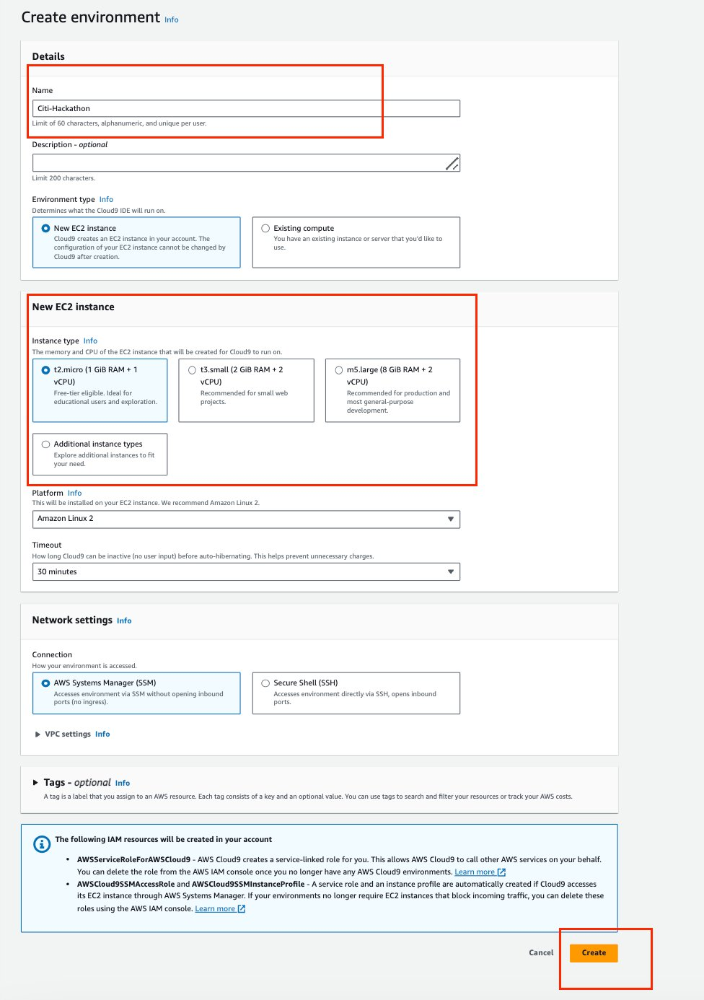 Create environment Info
Details
Name
Citi-Hackathon
Limit of 60 characters, alphanumeric, and unique per user.
Description - optional
Limit 200 characters.
Environment type Info
Determines what the Cloud9 IDE will run on.
New EC2 instance
Cloud9 creates an EC2 instance in your account. The
configuration of your EC2 instance cannot be changed by
Cloud9 after creation.
Existing compute
You have an existing instance or server that you'd like to
use.
New EC2 instance
Instance type Info
The memory and CPU of the EC2 instance that will be created for Cloud9 to run on.
t2.micro (1 GiB RAM + 1
vCPU)
Free-tier eligible. Ideal for
educational users and exploration.
t3.small (2 GiB RAM + 2
vCPU)
Recommended for small web
projects.
m5.large (8 GiB RAM + 2
vCPU)
Recommended for production and
most general-purpose
development.
Additional instance types
Explore additional instances to fit
your need.
Platform Info
This will be installed on your EC2 instance. We recommend Amazon Linux 2.
Amazon Linux 2
Timeout
How long Cloud9 can be inactive (no user input) before auto-hibernating. This helps prevent unnecessary charges.
30 minutes
Network settings Info
Connection
How your environment is accessed.
AWS Systems Manager (SSM)
Accesses environment via SSM without opening inbound
ports (no ingress).
Secure Shell (SSH)
Accesses environment directly via SSH, opens inbound
ports.
VPC settings Info
Tags - optional Info
A tag is a label that you assign to an AWS resource. Each tag consists of a key and an optional value. You can use tags to search and filter your resources or track your AWS costs.
The following IAM resources will be created in your account
• AWSServiceRoleForAWSCloud9 - AWS Cloud9 creates a service-linked role for you. This allows AWS Cloud9 to call other AWS services on your behalf.
You can delete the role from the AWS IAM console once you no longer have any AWS Cloud9 environments. Learn more
• AWSCloud9SSMAccessRole and AWSCloud9SSMInstanceProfile - A service role and an instance profile are automatically created if Cloud9 accesses
its EC2 instance through AWS Systems Manager. If your environments no longer require EC2 instances that block incoming traffic, you can delete these
roles using the AWS IAM console. Learn more
Cancel
Create